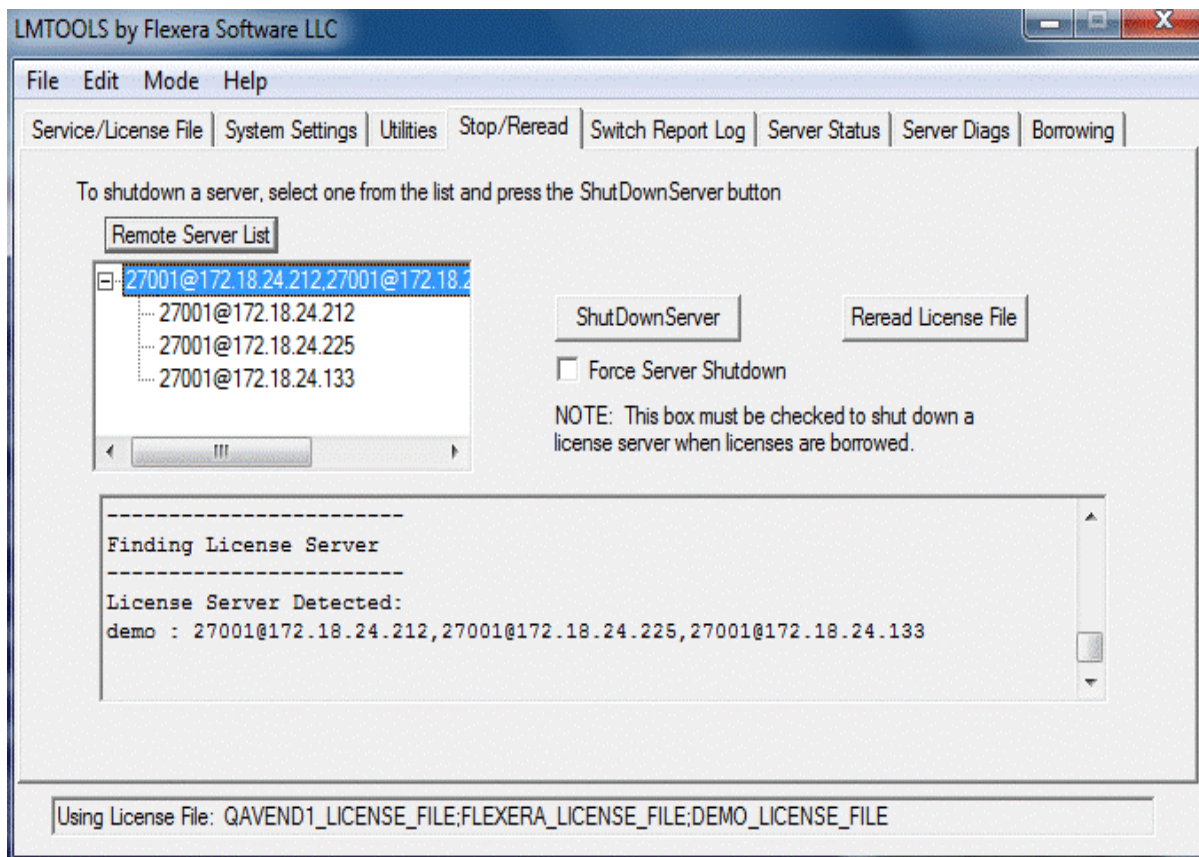 LMTOOLS by Flexera Software LLC
File Edit Mode Help
Service/License File System Settings Utilities Stop/Reread Switch Report Log Server Status Server Diags Borrowing
To shutdown a server, select one from the list and press the ShutDownServer button
Remote Server List
27001@172.18.24.212,27001@172.18.2
27001@172.18.24.212
27001@172.18.24.225
27001@172.18.24.133
ShutDownServer
Reread License File
Force Server Shutdown
NOTE: This box must be checked to shut down a
license server when licenses are borrowed.
------------------------
Finding License Server
------------------------
License Server Detected:
demo : 27001@172.18.24.212,27001@172.18.24.225,27001@172.18.24.133
Using License File: QAVEND1_LICENSE_FILE;FLEXERA_LICENSE_FILE;DEMO_LICENSE_FILE